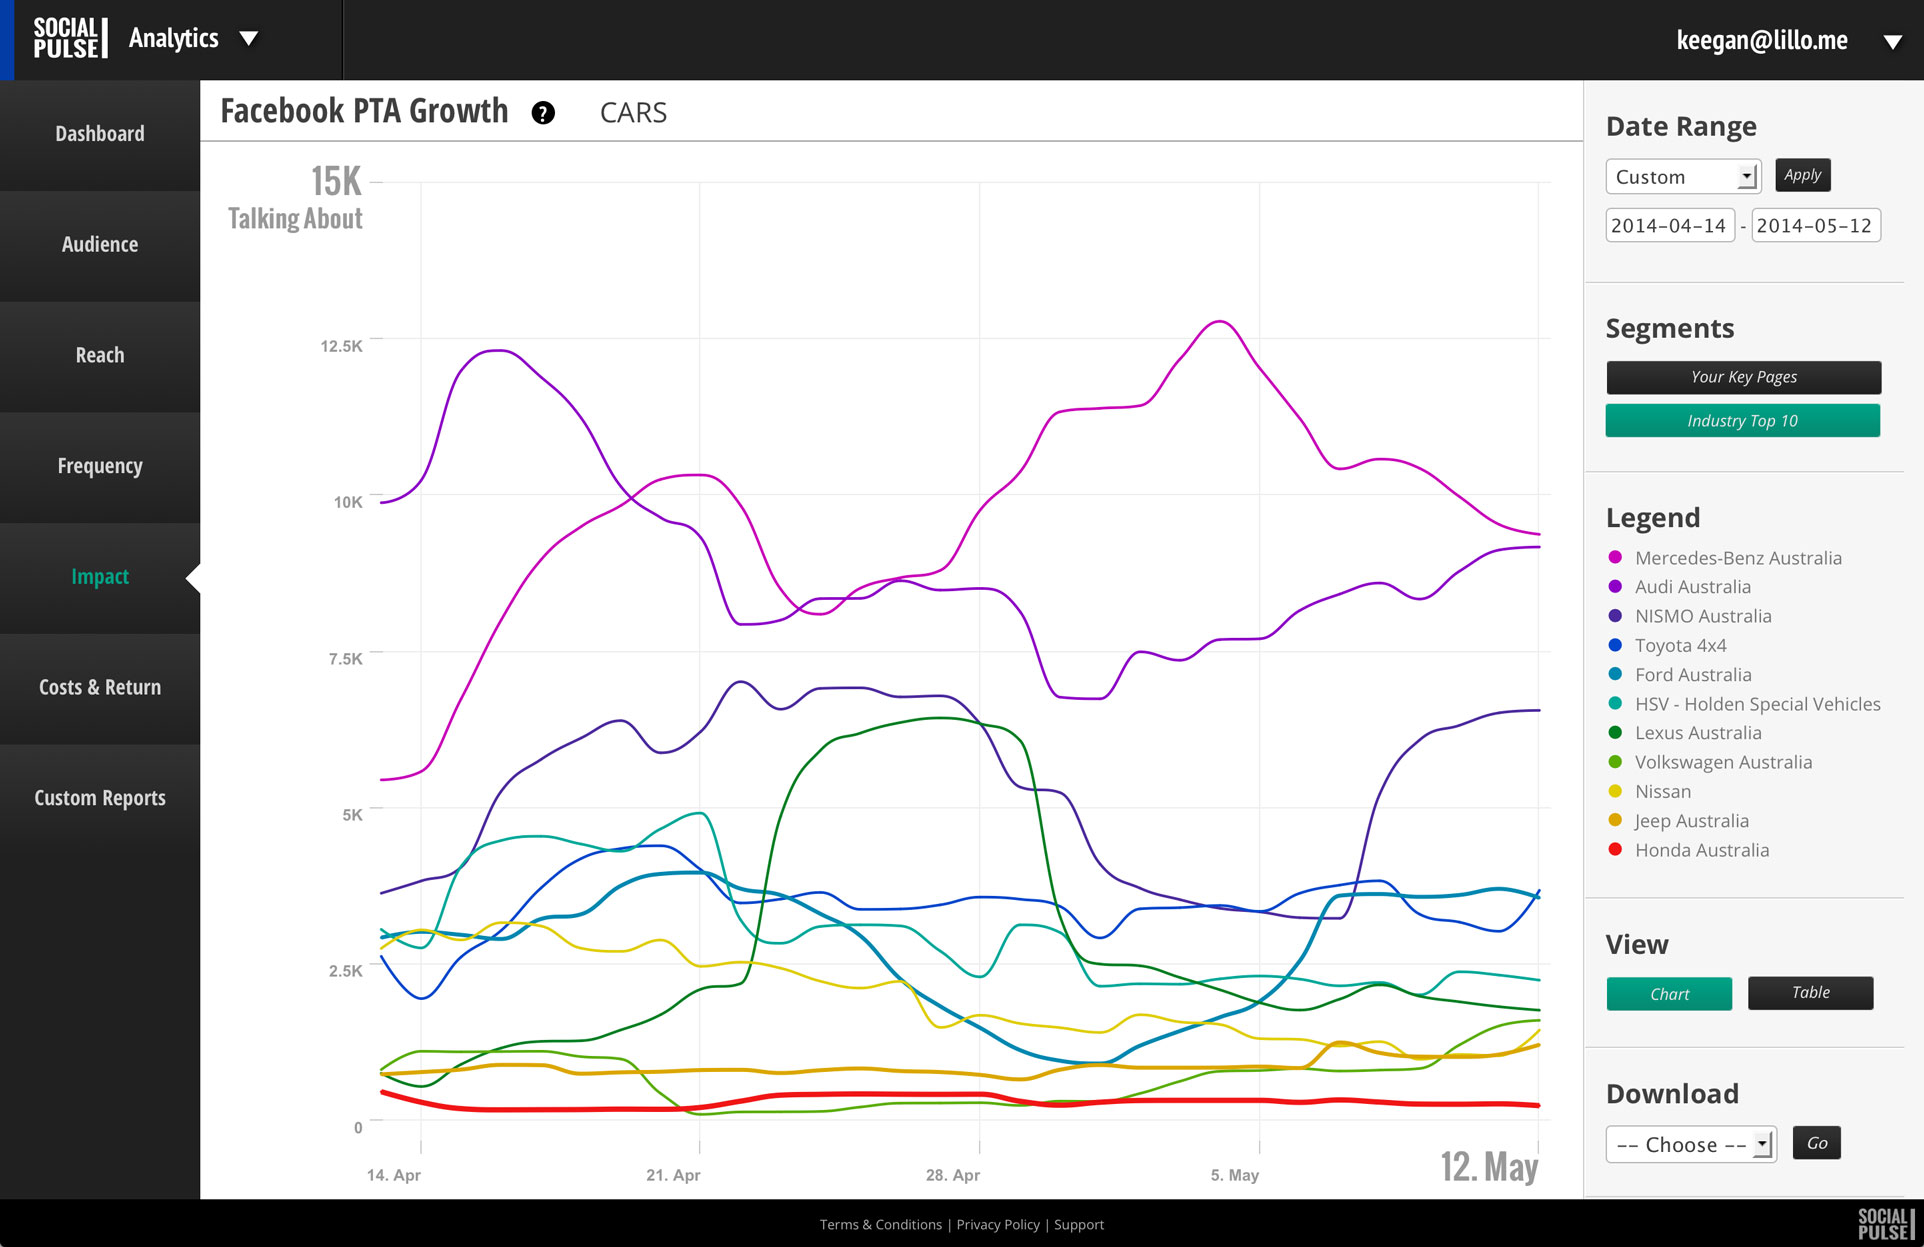 SOCIAL
PULSE
Analytics
keegan@lillo.me
Dashboard
Audience
Reach
Frequency
Impact
Costs & Return
Custom Reports
Facebook PTA Growth ? CARS
15K
Talking About
12.5K
10K
7.5K
5K
2.5K
0
14. Apr 21. Apr 28. Apr 5. May 12. May
Date Range
Custom Apply
2014-04-14 - 2014-05-12
Segments
Your Key Pages
Industry Top 10
Legend
Mercedes-Benz Australia
Audi Australia
NISMO Australia
Toyota 4x4
Ford Australia
HSV - Holden Special Vehicles
Lexus Australia
Volkswagen Australia
Nissan
Jeep Australia
Honda Australia
View
Chart Table
Download
-- Choose -- Go
Terms & Conditions | Privacy Policy | Support
SOCIAL
PULSE